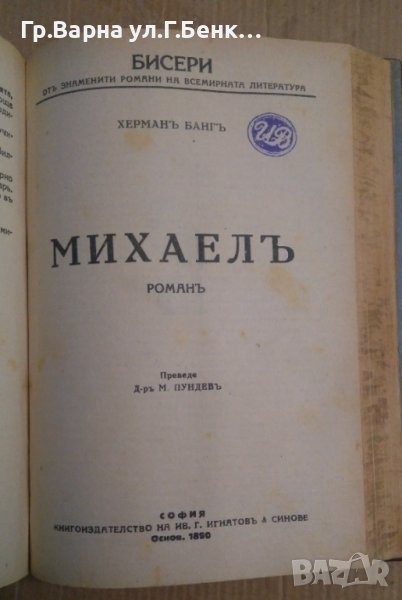 Гр.Варна ул.Г.Бенк...
БИСЕРИ
ОТЪ ЗНАМЕНИТИ РОМАНИ НА ВСЕМИРНАТА ЛИТЕРАТУРА
ХЕРМАНЪ БАНГЪ
ИВ
МИХАЕЛЪ
РОМАНЪ
Преведе
Д-ръ М. ПУНДЕВЪ
СОФИЯ
КНИГОИЗДАТЕЛСТВО НА ИВ. Г. ИГНАТОВЪ & СИНОВЕ
Основ. 1890
BAZAR